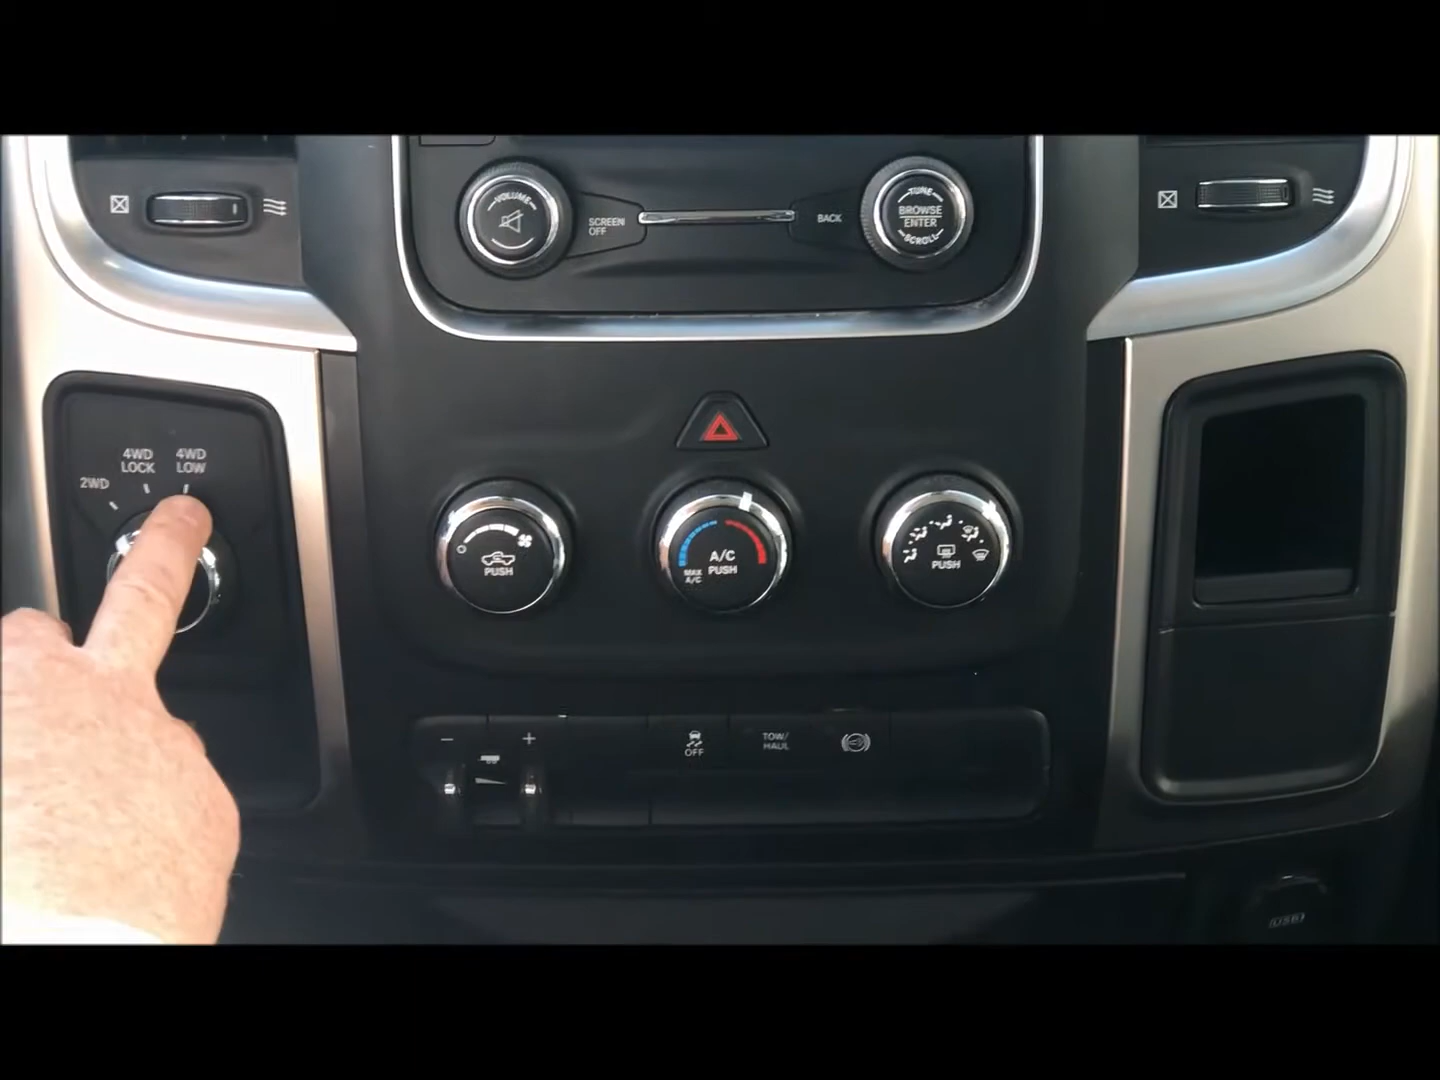 VOLUME
SCREEN
OFF
BACK
TUNE
BROWSE
ENTER
SCROLL
2WD
4WD
LOCK
4WD
LOW
PUSH
A/C
PUSH
MAX
A/C
PUSH
−
+
OFF
TOW/
HAUL
USB